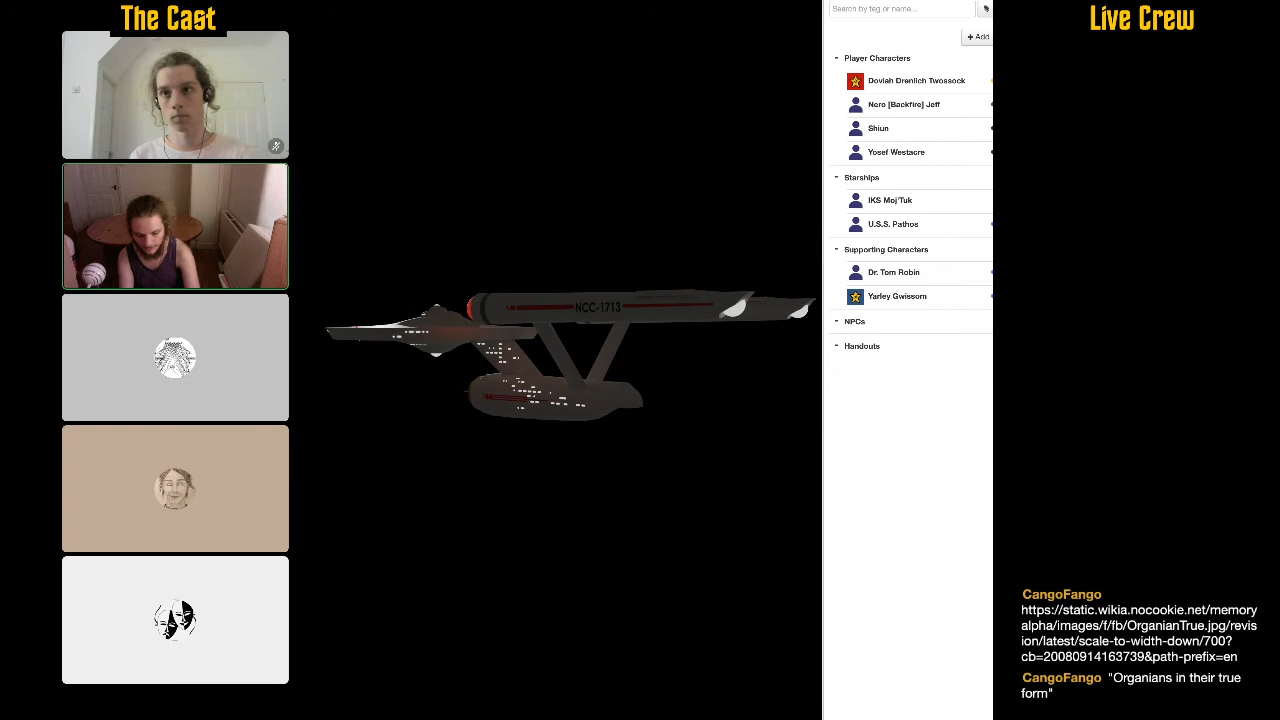 The Cast
Live Crew
Search by tag or name...
+ Add
- Player Characters
Doviah Drenlich Twossock
Nero [Backfire] Jeff
Shiun
Yosef Westacre
- Starships
IKS Moj'Tuk
U.S.S. Pathos
- Supporting Characters
Dr. Tom Robin
Yarley Gwissom
- NPCs
- Handouts
NCC-1713
CangoFango
https://static.wikia.nocookie.net/memory
alpha/images/f/fb/OrganianTrue.jpg/revis
ion/latest/scale-to-width-down/700?
cb=20080914163739&path-prefix=en
CangoFango "Organians in their true
form"